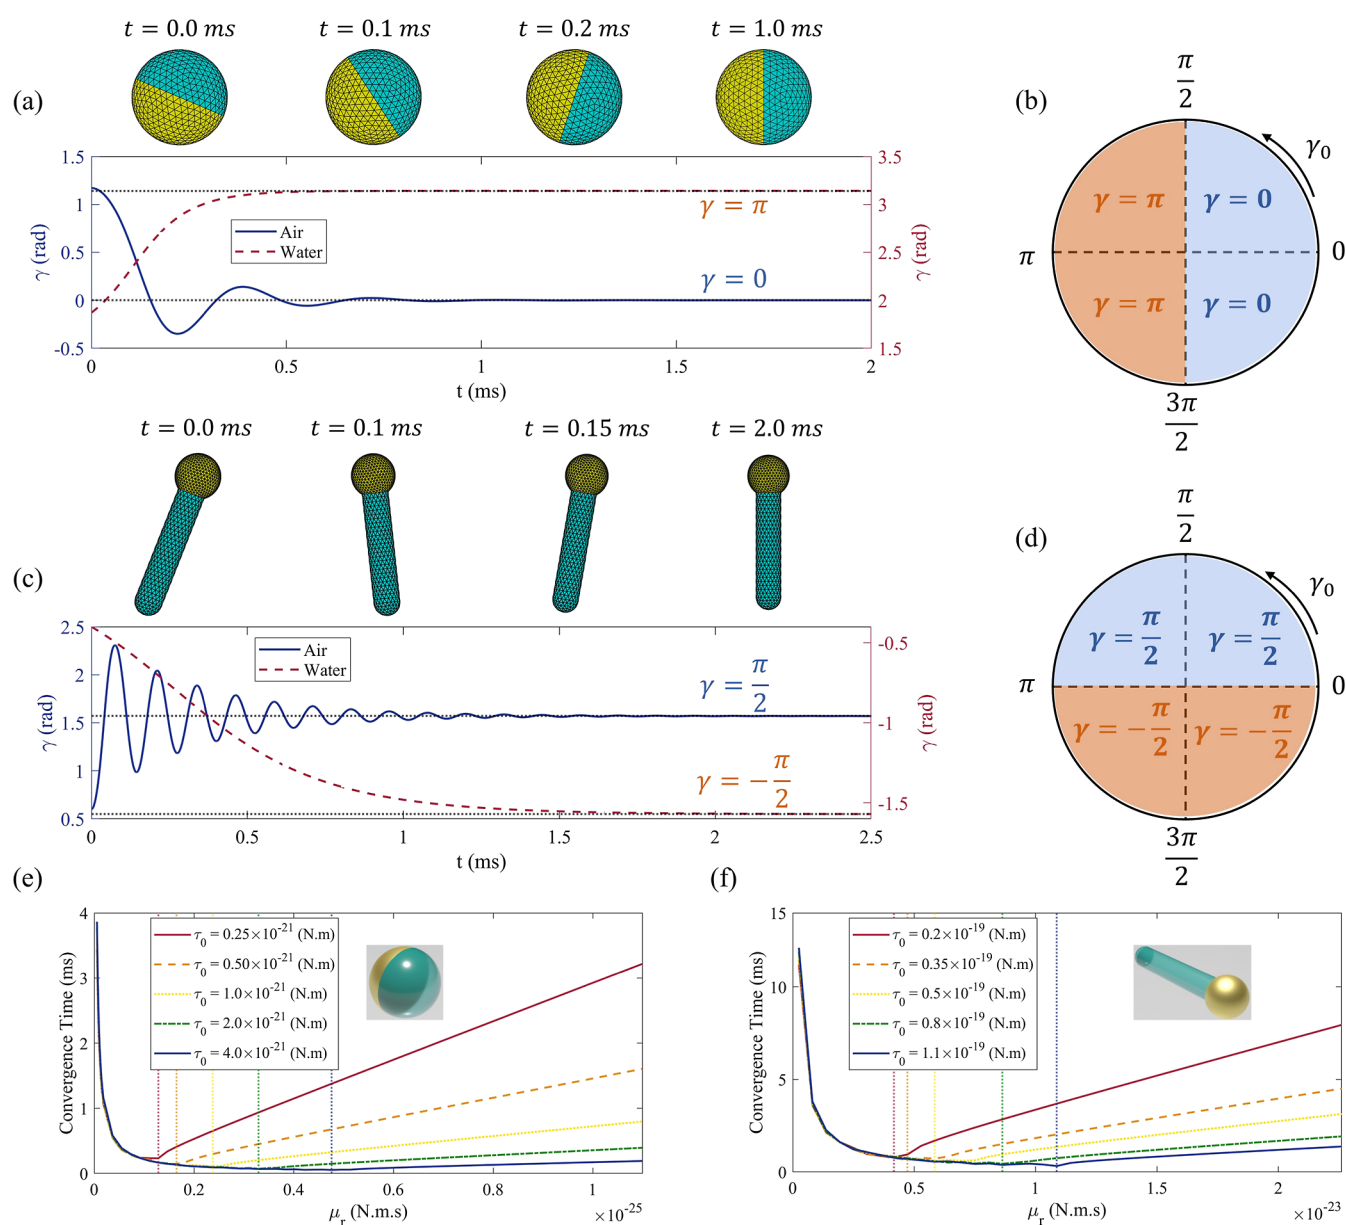 t = 0.0 ms
t = 0.1 ms
t = 0.2 ms
t = 1.0 ms
(a)
1.5
1
0.5
0
-0.5
γ (rad)
3.5
3
2.5
2
1.5
γ (rad)
Air
Water
γ = π
γ = 0
0
0.5
1
1.5
2
t (ms)
(b)
π/2
γ₀
γ = π
γ = 0
π
0
γ = π
γ = 0
3π/2
t = 0.0 ms
t = 0.1 ms
t = 0.15 ms
t = 2.0 ms
(c)
2.5
2
1.5
1
0.5
γ (rad)
-0.5
-1
-1.5
γ (rad)
Air
Water
γ = π/2
γ = −π/2
0
0.5
1
1.5
2
2.5
t (ms)
(d)
π/2
γ₀
γ = π/2
γ = π/2
π
0
γ = −π/2
γ = −π/2
3π/2
(e)
4
3
2
1
0
Convergence Time (ms)
τ₀ = 0.25×10⁻²¹ (N.m)
τ₀ = 0.50×10⁻²¹ (N.m)
τ₀ = 1.0×10⁻²¹ (N.m)
τ₀ = 2.0×10⁻²¹ (N.m)
τ₀ = 4.0×10⁻²¹ (N.m)
0
0.2
0.4
0.6
0.8
1
μᵣ (N.m.s)
×10⁻²⁵
(f)
15
10
5
0
Convergence Time (ms)
τ₀ = 0.2×10⁻¹⁹ (N.m)
τ₀ = 0.35×10⁻¹⁹ (N.m)
τ₀ = 0.5×10⁻¹⁹ (N.m)
τ₀ = 0.8×10⁻¹⁹ (N.m)
τ₀ = 1.1×10⁻¹⁹ (N.m)
0
0.5
1
1.5
2
μᵣ (N.m.s)
×10⁻²³